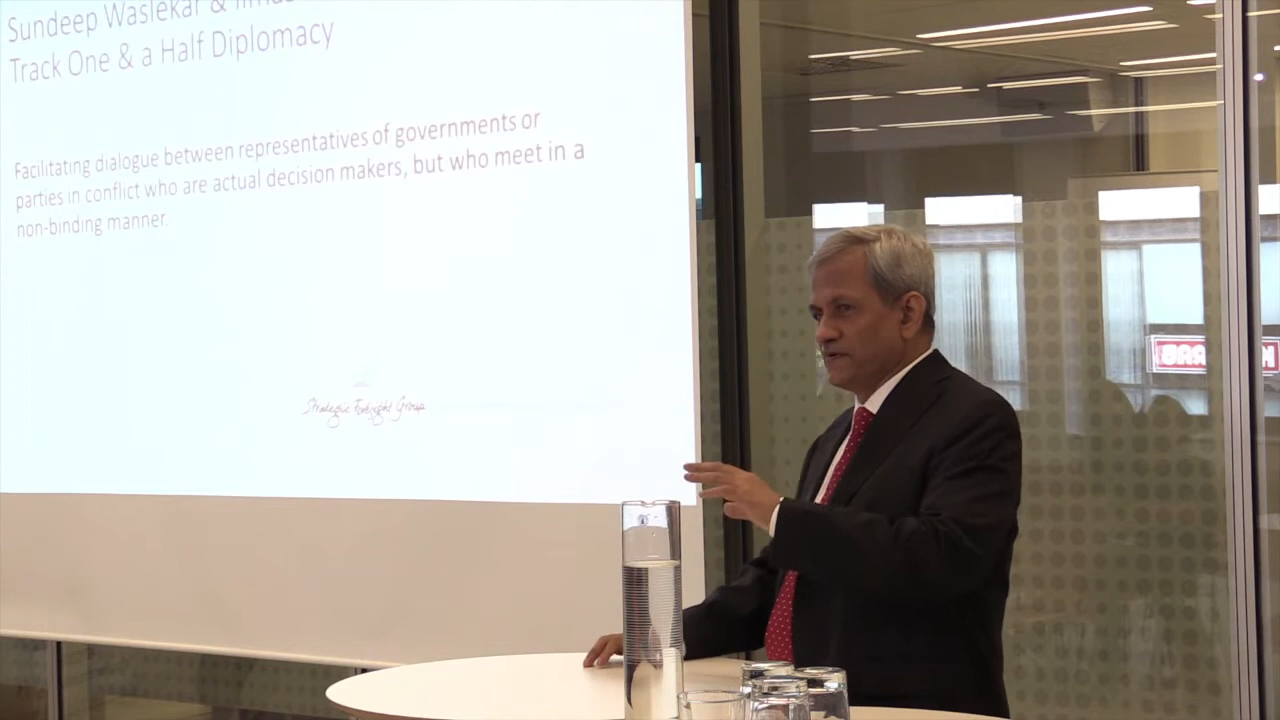 Sundeep Waslekar &
Track One & a Half Diplomacy
Facilitating dialogue between representatives of governments or
parties in conflict who are actual decision makers, but who meet in a
non-binding manner.
Strategic Foresight Group